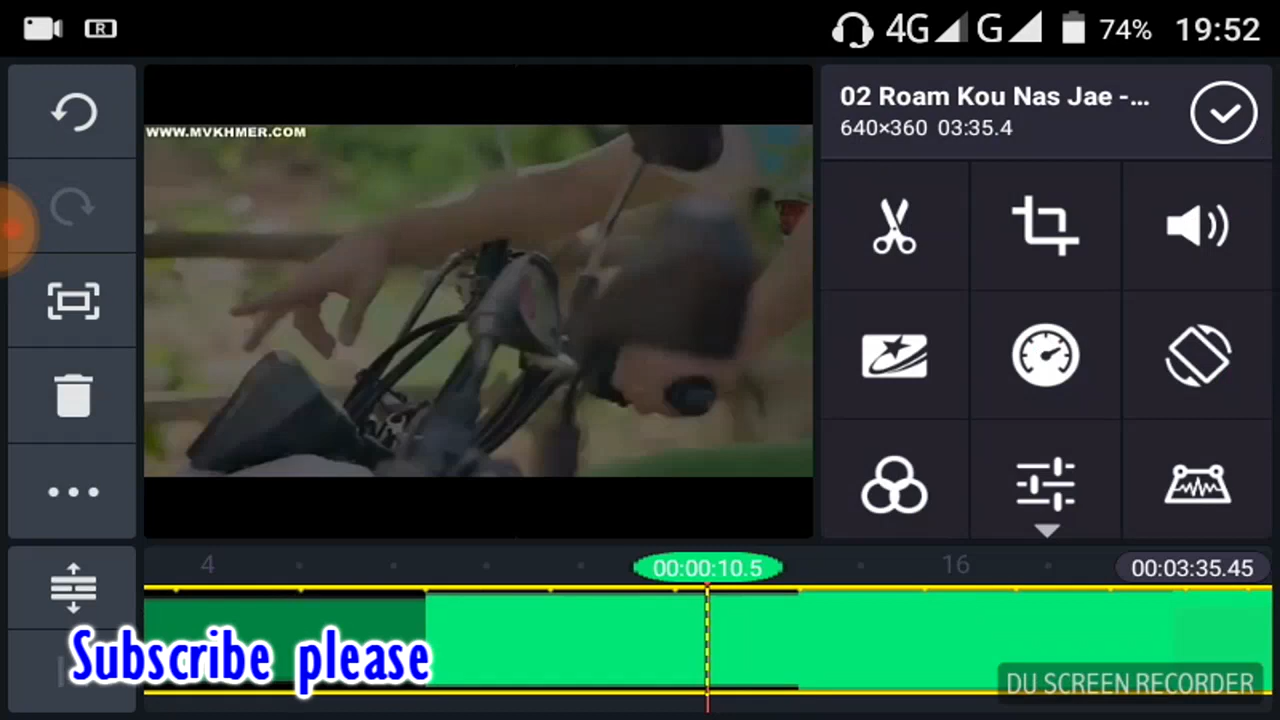 R
4G
G
74%
19:52
WWW.MVKHMER.COM
02 Roam Kou Nas Jae -...
640×360 03:35.4
4
16
00:00:10.5
00:03:35.45
Subscribe please
DU SCREEN RECORDER